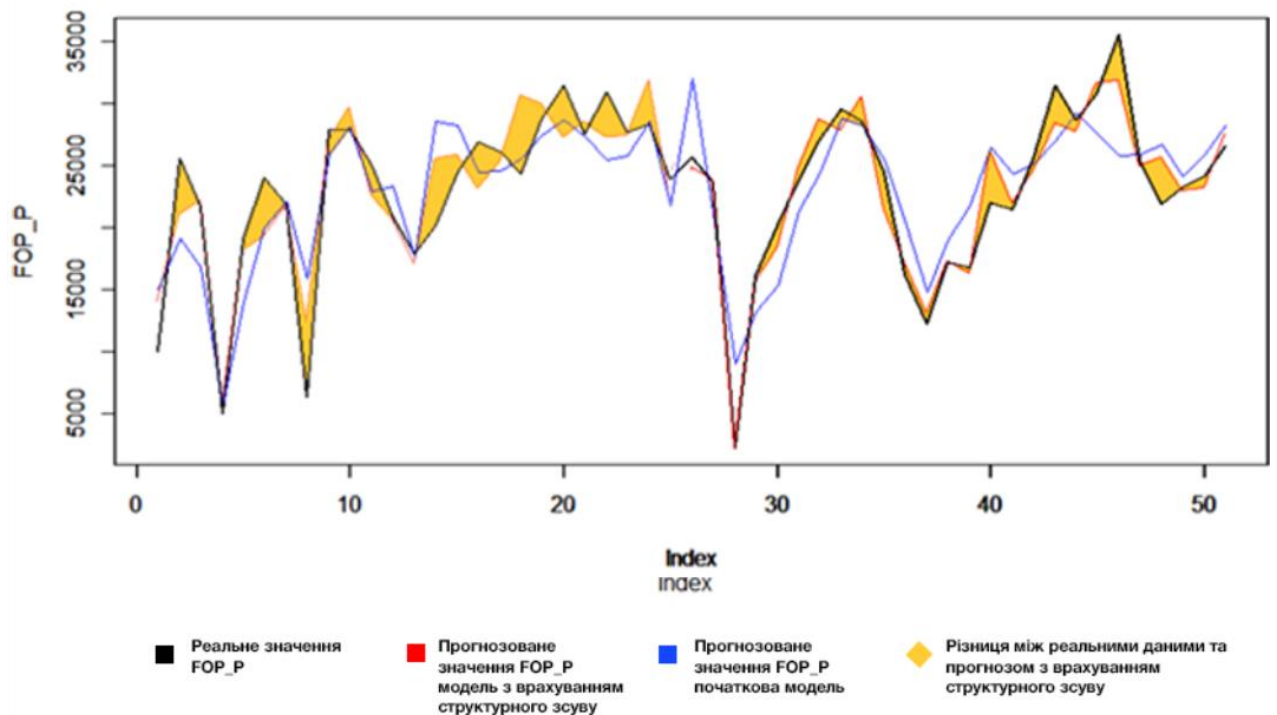 35000
25000
15000
5000
FOP_P
0 10 20 30 40 50
Index
index
Реальне значення
FOP_P
Прогнозоване
значення FOP_P
модель з врахуванням
структурного зсуву
Прогнозоване
значення FOP_P
початкова модель
Різниця між реальними даними та
прогнозом з врахуванням
структурного зсуву